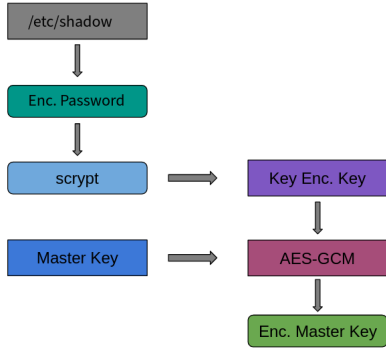 /etc/shadow
Enc. Password
scrypt
Key Enc. Key
Master Key
AES-GCM
Enc. Master Key